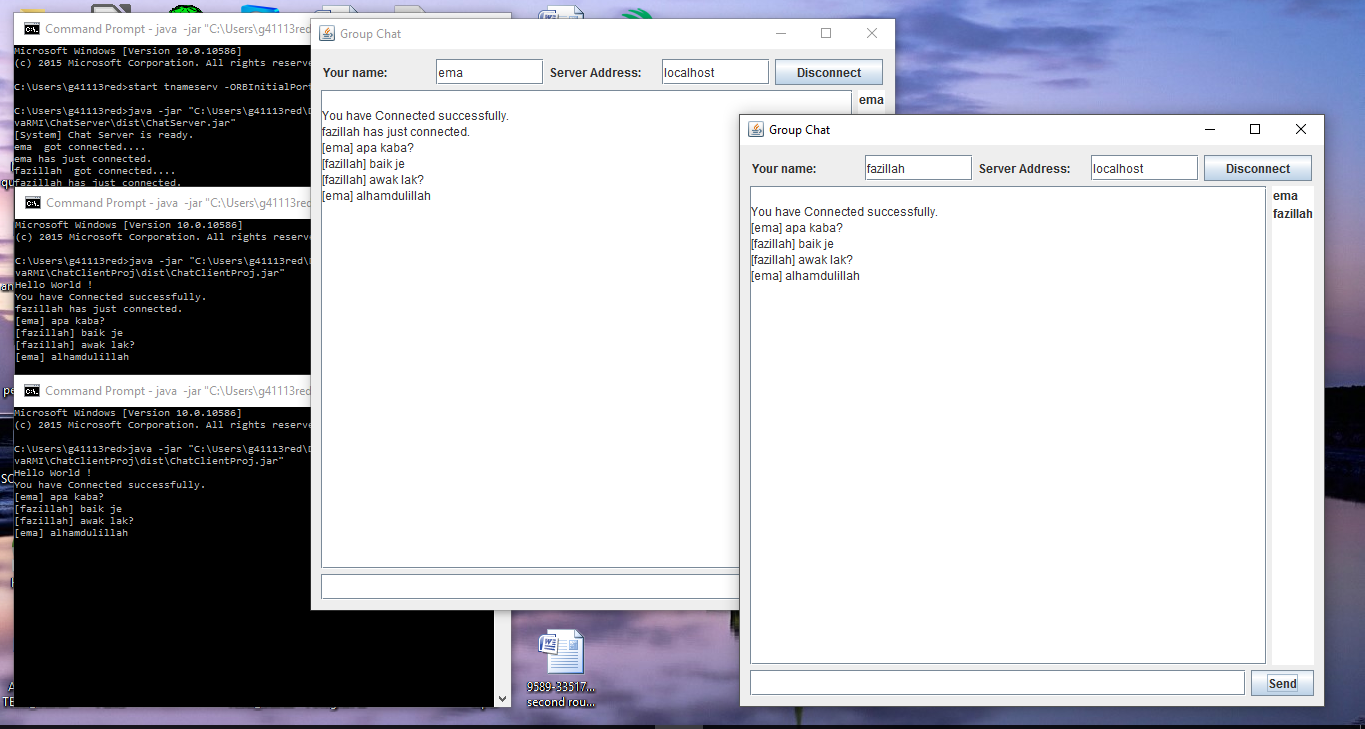 Command Prompt - java -jar "C:\Users\g41113red
Microsoft Windows [Version 10.0.10586]
(c) 2015 Microsoft Corporation. All rights
C:\Users\g41113red>start tnameserv
C:\Users\g41113red>java -jar
vaRMI\ChatServer\dist\ChatServer.jar"
[System] Chat Server is ready.
ema  got connected....
ema has just connected.
fazillah  got connected....
fazillah has just connected.
Command Prompt - java -jar "C:\Users\g41113red
Microsoft Windows [Version 10.0.10586]
(c) 2015 Microsoft Corporation. All rights
C:\Users\g41113red>java -jar "C:\Users\g41113red\
vaRMI\ChatClientProj\dist\ChatClientProj.jar"
Hello World !
You have Connected successfully.
fazillah has just connected.
[ema] apa kaba?
[fazillah] baik je
[fazillah] awak lak?
[ema] alhamdulillah
Command Prompt - java -jar "C:\Users\g41113red
Microsoft Windows [Version 10.0.10586]
(c) 2015 Microsoft Corporation. All rights
C:\Users\g41113red>java -jar "C:\Users\g41113red\
vaRMI\ChatClientProj\dist\ChatClientProj.jar"
Hello World !
You have Connected successfully.
[ema] apa kaba?
[fazillah] baik je
[fazillah] awak lak?
[ema] alhamdulillah
Group Chat
Your name: ema Server Address: localhost Disconnect
ema
You have Connected successfully.
fazillah has just connected.
[ema] apa kaba?
[fazillah] baik je
[fazillah] awak lak?
[ema] alhamdulillah
Group Chat
Your name: fazillah Server Address: localhost Disconnect
ema
fazillah
You have Connected successfully.
[ema] apa kaba?
[fazillah] baik je
[fazillah] awak lak?
[ema] alhamdulillah
Send
9589-33517...
second rou...